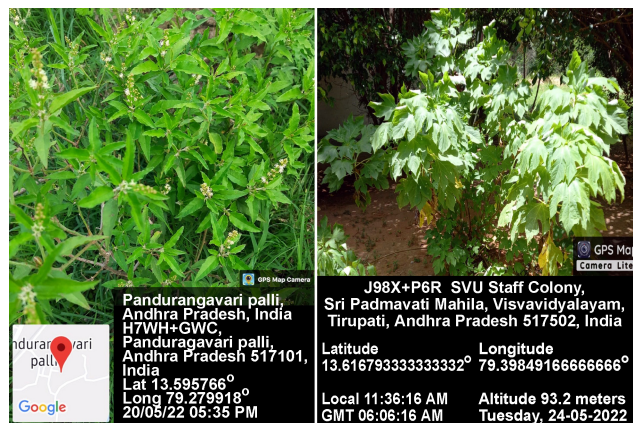 GPS Map Camera
Pandurangavari palli,
Andhra Pradesh, India
H7WH+GWC,
Panduragavari palli,
Andhra Pradesh 517101,
India
Lat 13.595766°
Long 79.279918°
20/05/22 05:35 PM
ndurangavari
palli
Google
GPS Map
Camera Lite
J98X+P6R SVU Staff Colony,
Sri Padmavati Mahila, Visvavidyalayam,
Tirupati, Andhra Pradesh 517502, India
Latitude
13.616793333333332°
Longitude
79.39849166666666°
Local 11:36:16 AM
GMT 06:06:16 AM
Altitude 93.2 meters
Tuesday, 24-05-2022